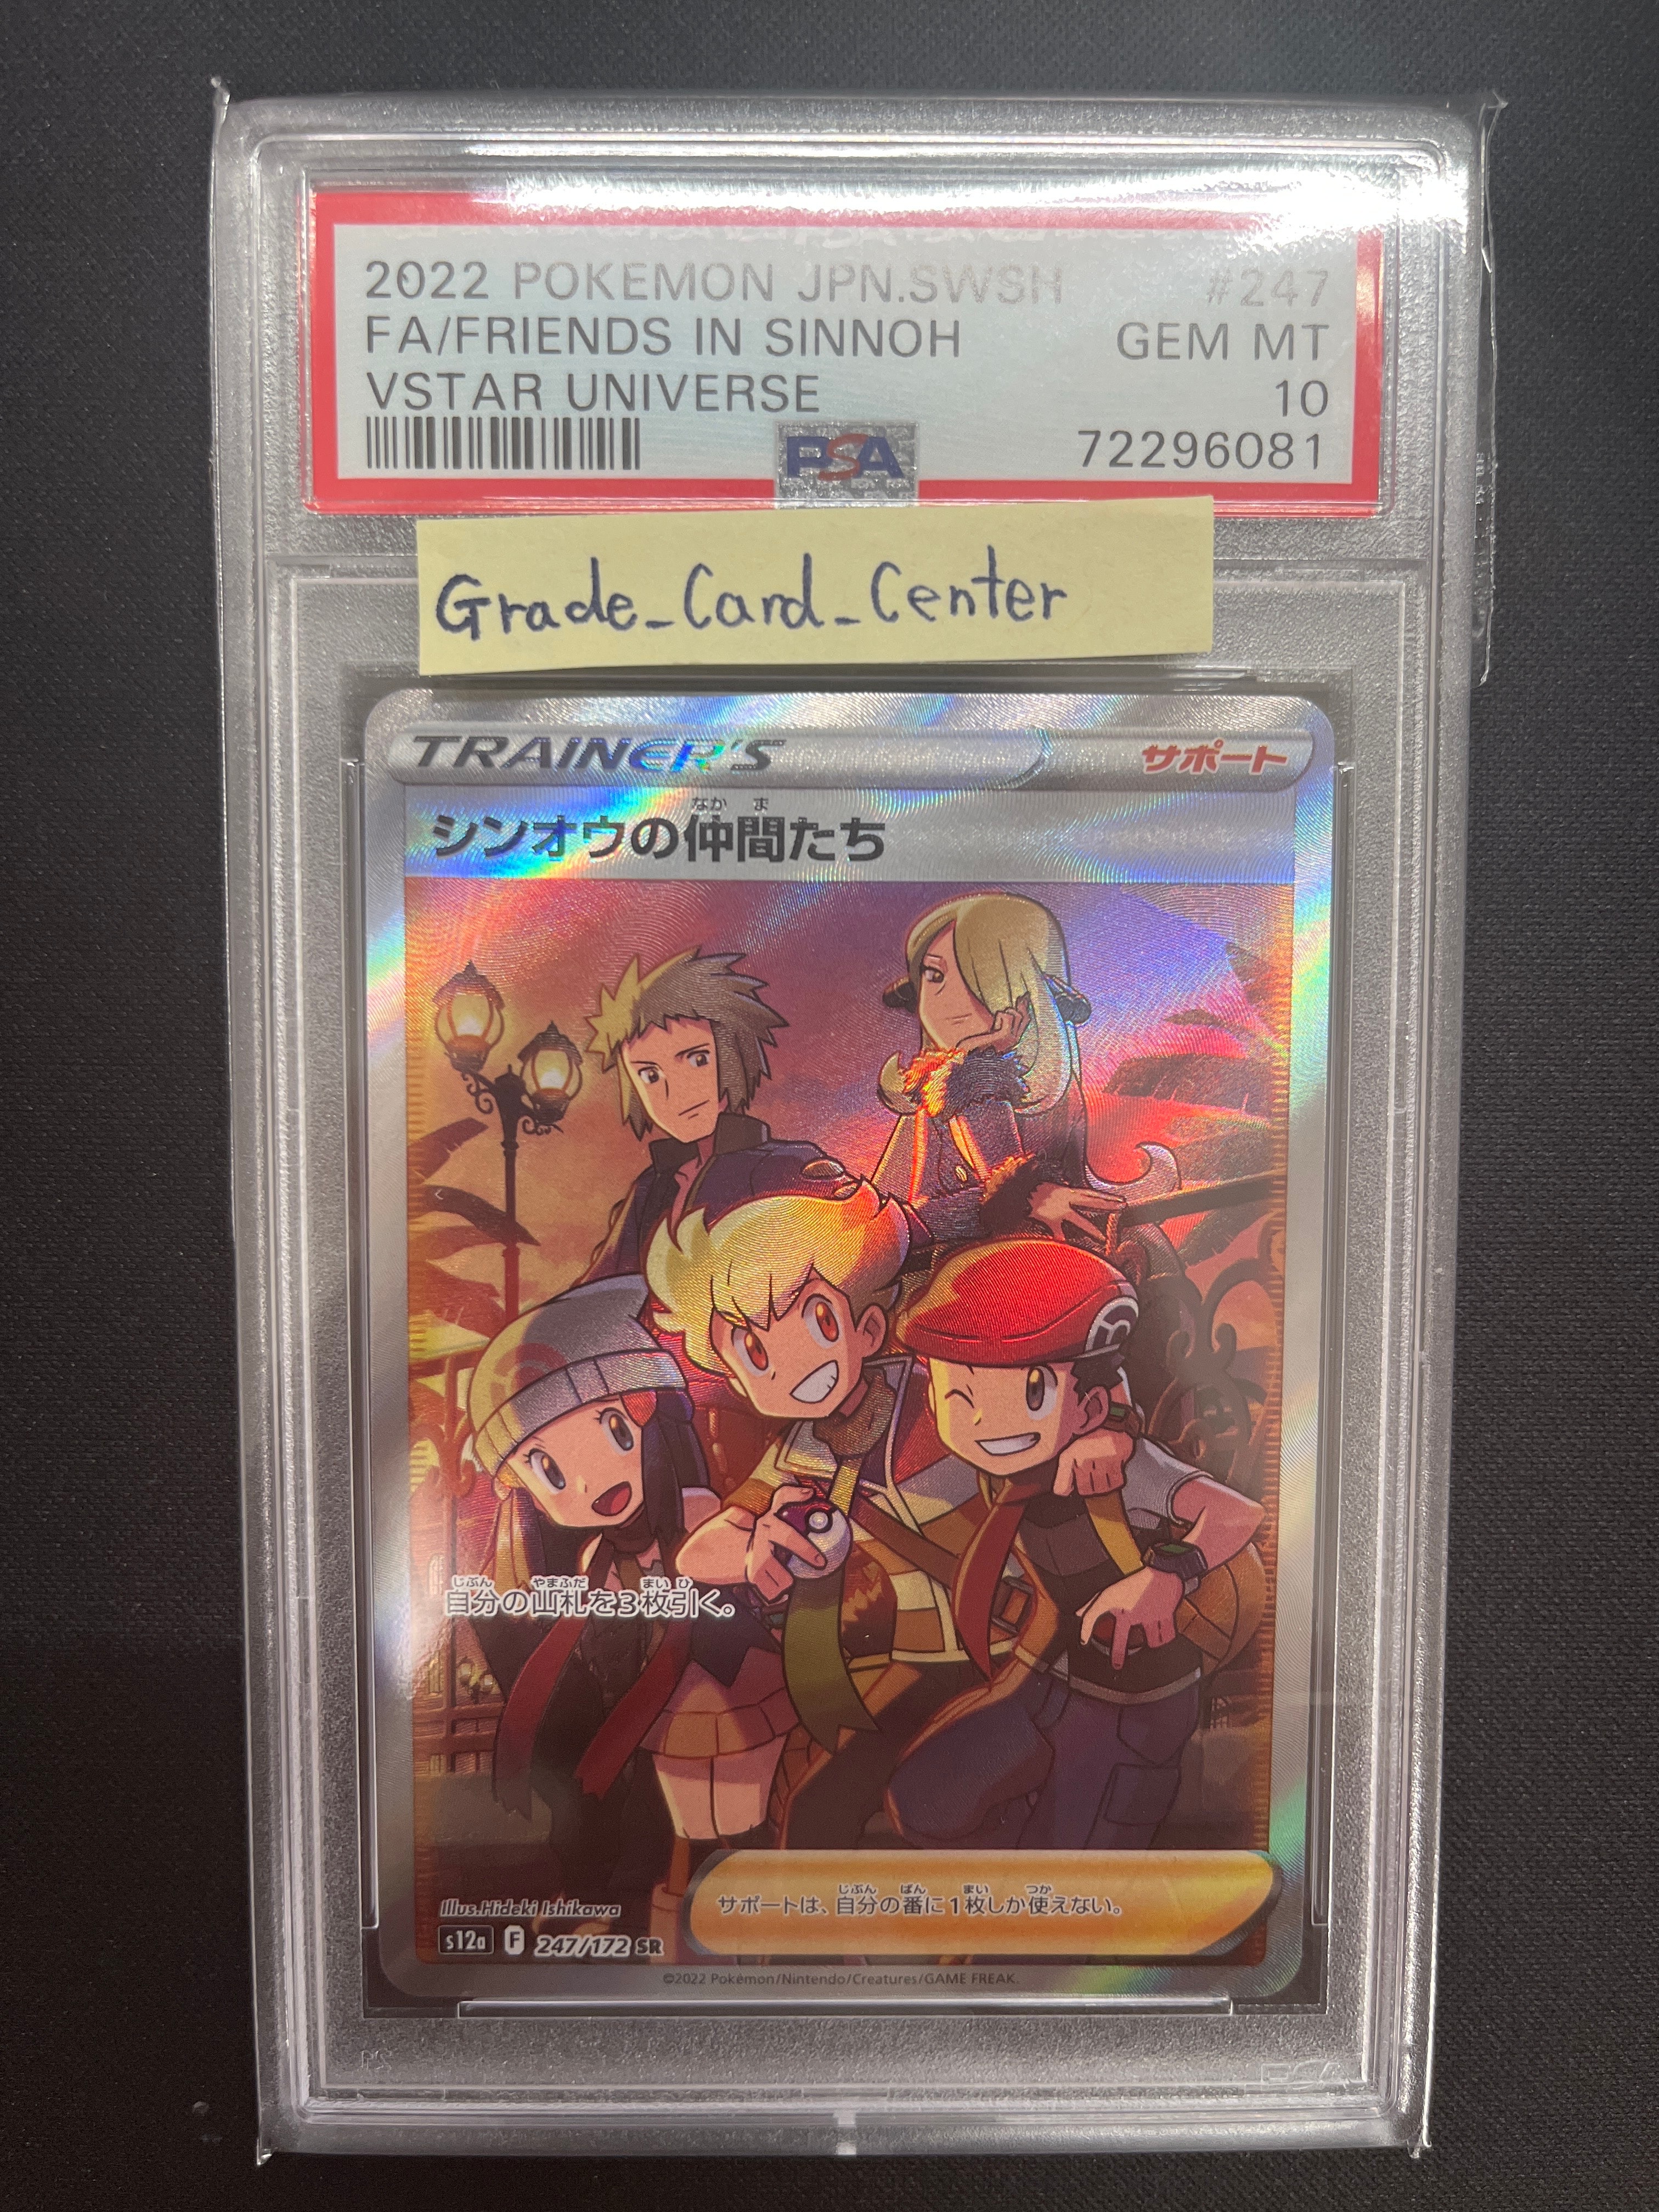 2022 POKEMON JPN.SWSH #247
FA/FRIENDS IN SINNOH GEM MT
VSTAR UNIVERSE 10
PSA 72296081
Grade_Card_Center
TRAINER'S サポート
なかま
シンオウの仲間たち
じぶん やまふだ まい ひ
自分の山札を3枚引く。
じぶん ばん まい つか
サポートは、自分の番に1枚しか使えない。
Illus.Hideki Ishikawa
s12a F 247/172 SR
©2022 Pokémon/Nintendo/Creatures/GAME FREAK.